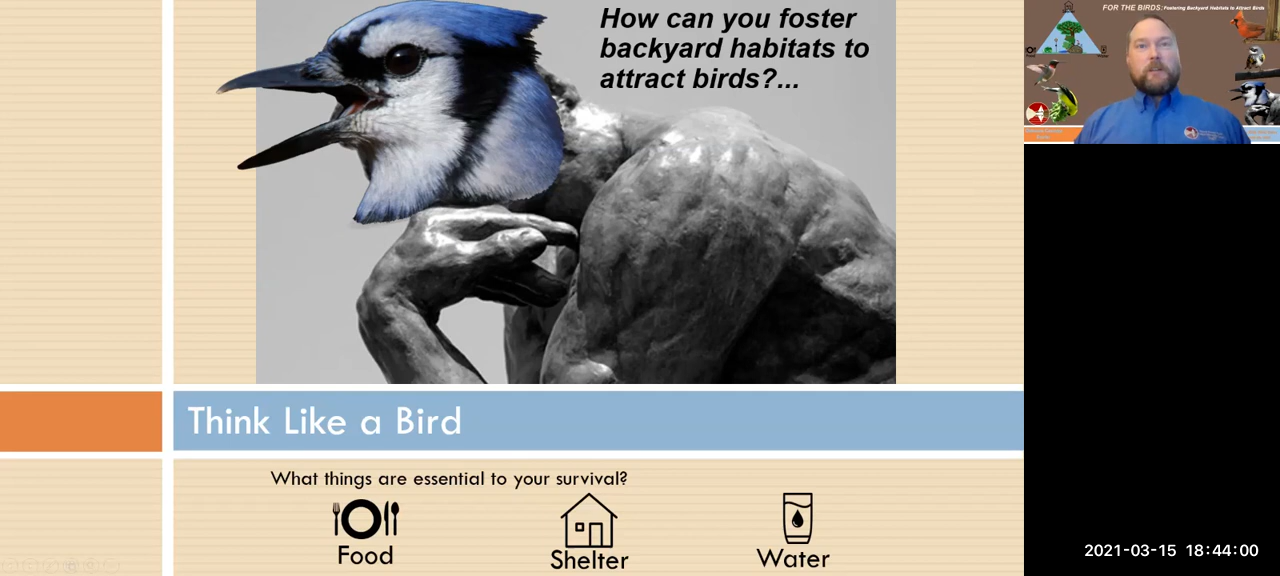 How can you foster
backyard habitats to
attract birds?...
FOR THE BIRDS: Fostering Backyard Habitats to Attract Birds
Think Like a Bird
What things are essential to your survival?
Food
Shelter
Water
2021-03-15 18:44:00